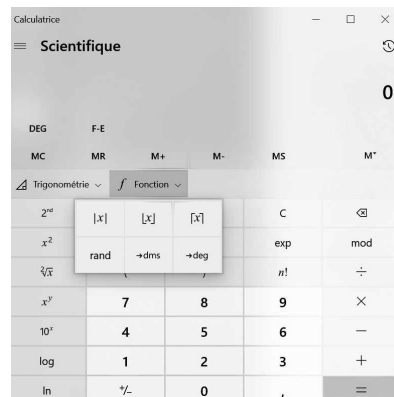 Calculatrice
Scientifique
0
DEG F-E
MC MR M+ M- MS M˅
Trigonométrie f Fonction
2ⁿᵈ |x| ⌊x⌋ ⌈x⌉ C
x² rand →dms →deg exp mod
²√x ( ) n! ÷
xʸ 7 8 9 ×
10ˣ 4 5 6 −
log 1 2 3 +
ln +/− 0 , =